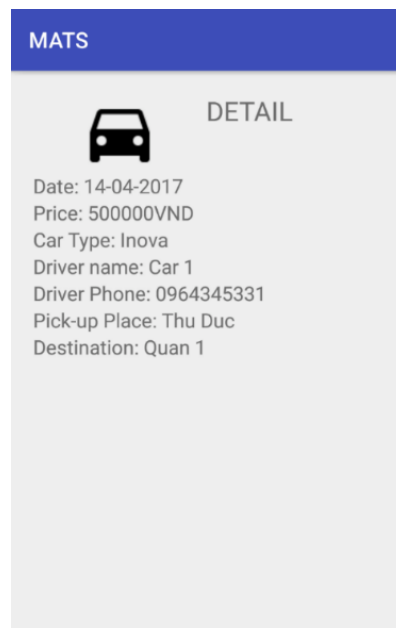 MATS
DETAIL
Date: 14-04-2017
Price: 500000VND
Car Type: Inova
Driver name: Car 1
Driver Phone: 0964345331
Pick-up Place: Thu Duc
Destination: Quan 1